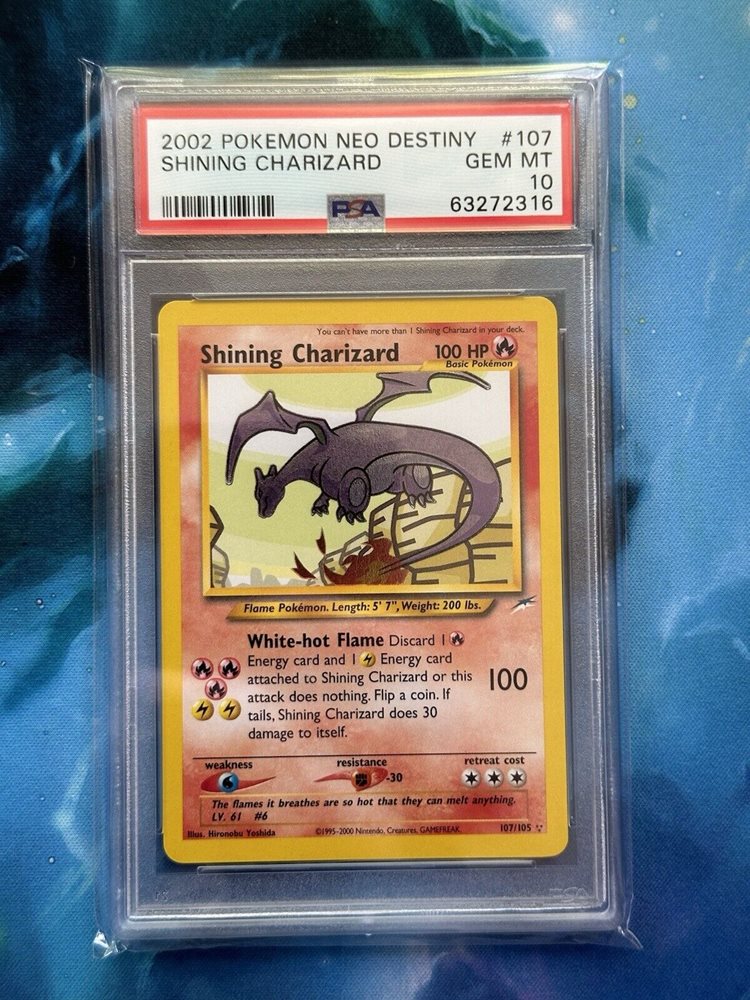 2002 POKEMON NEO DESTINY #107
SHINING CHARIZARD GEM MT
10
PSA 63272316
You can't have more than 1 Shining Charizard in your deck.
Shining Charizard 100 HP
Basic Pokémon
Flame Pokémon. Length: 5' 7", Weight: 200 lbs.
White-hot Flame Discard 1
Energy card and 1 Energy card
attached to Shining Charizard or this
attack does nothing. Flip a coin. If
tails, Shining Charizard does 30
damage to itself.
100
weakness resistance retreat cost
-30
The flames it breathes are so hot that they can melt anything.
LV. 61 #6
Illus. Hironobu Yoshida ©1995-2000 Nintendo, Creatures, GAMEFREAK. 107/105
PSA